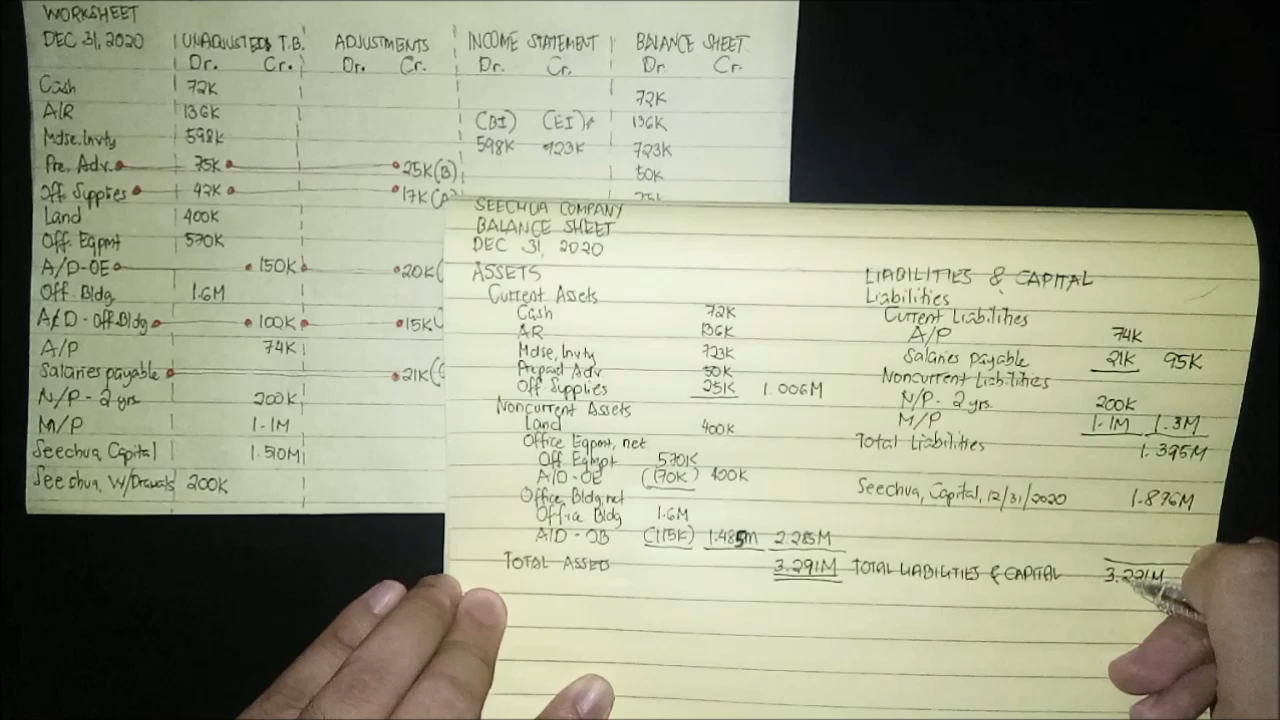 WORKSHEET
DEC 31, 2020 UNADJUSTED T.B. ADJUSTMENTS INCOME STATEMENT BALANCE SHEET
Dr. Cr. Dr. Cr. Dr. Cr. Dr. Cr.
Cash 72K 72K
A/R 136K (BI) (EI) 136K
Mdse. Invty 598K 598K 723K 723K
Pre. Adv. 75K 25K(B) 50K
Off. Supplies 42K 17K(A) 25K
Land 400K
Off. Eqpmt 570K
A/D-OE 150K 20K(
Off. Bldg 1.6M
A/D - Off. Bldg 100K 15K(
A/P 74K
Salaries payable 21K(
N/P - 2 yrs. 200K
M/P 1.1M
Seechua, Capital 1.510M
Seechua, W/Drawals 200K
SEECHUA COMPANY
BALANCE SHEET
DEC 31, 2020
ASSETS LIABILITIES & CAPITAL
Current Assets Liabilities
Cash 72K Current Liabilities
AR 136K A/P 74K
Mdse, Invty 723K Salaries payable 21K 95K
Prepaid Adv 50K Noncurrent Liabilities
Off Supplies 25K 1.006M N/P - 2 yrs. 200K
Noncurrent Assets M/P 1.1M 1.3M
Land 400K Total Liabilities 1.395M
Office Eqpmt, net
Off. Eqmpt 570K
A/D-OE (170K) 400K Seechua, Capital, 12/31/2020 1.896M
Office, Bldg, net
Office Bldg 1.6M
A/D - OB (115K) 1.485M 2.285M
TOTAL ASSETS 3.291M TOTAL LIABILITIES & CAPITAL 3.291M